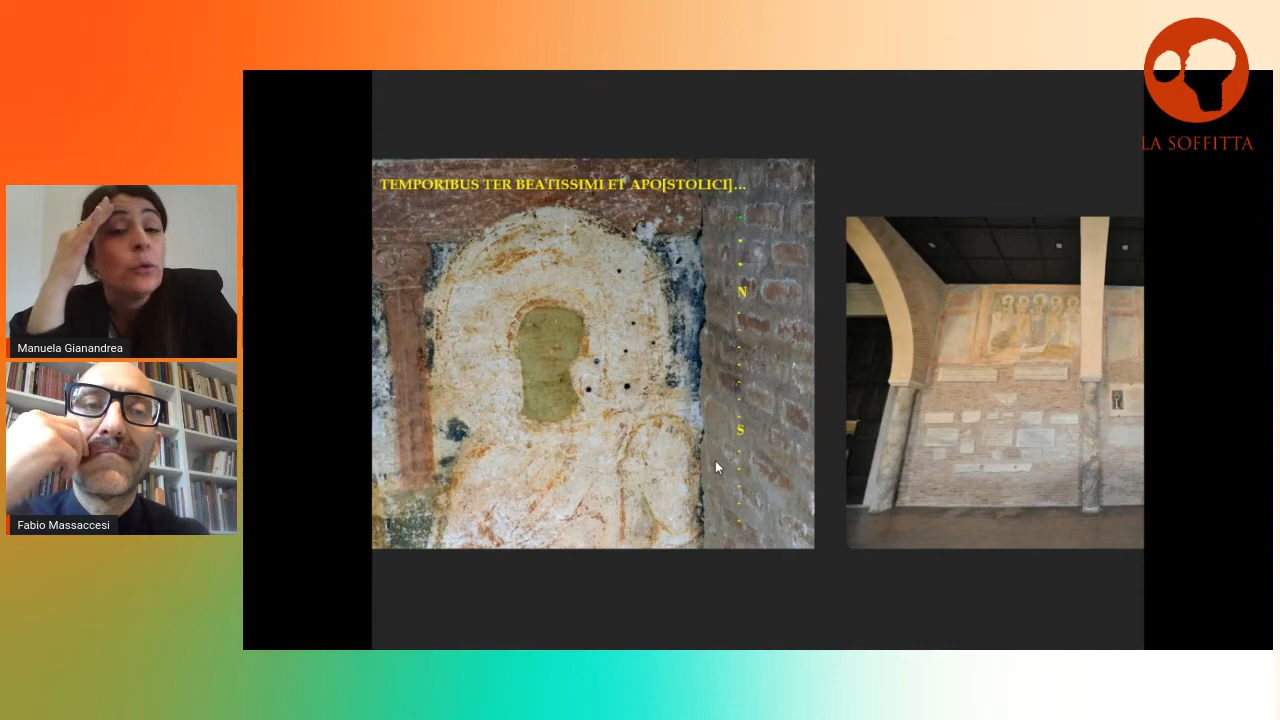 LA SOFFITTA
TEMPORIBUS TER BEATISSIMI ET APO[STOLICI]...
N
S
Manuela Gianandrea
Fabio Massaccesi